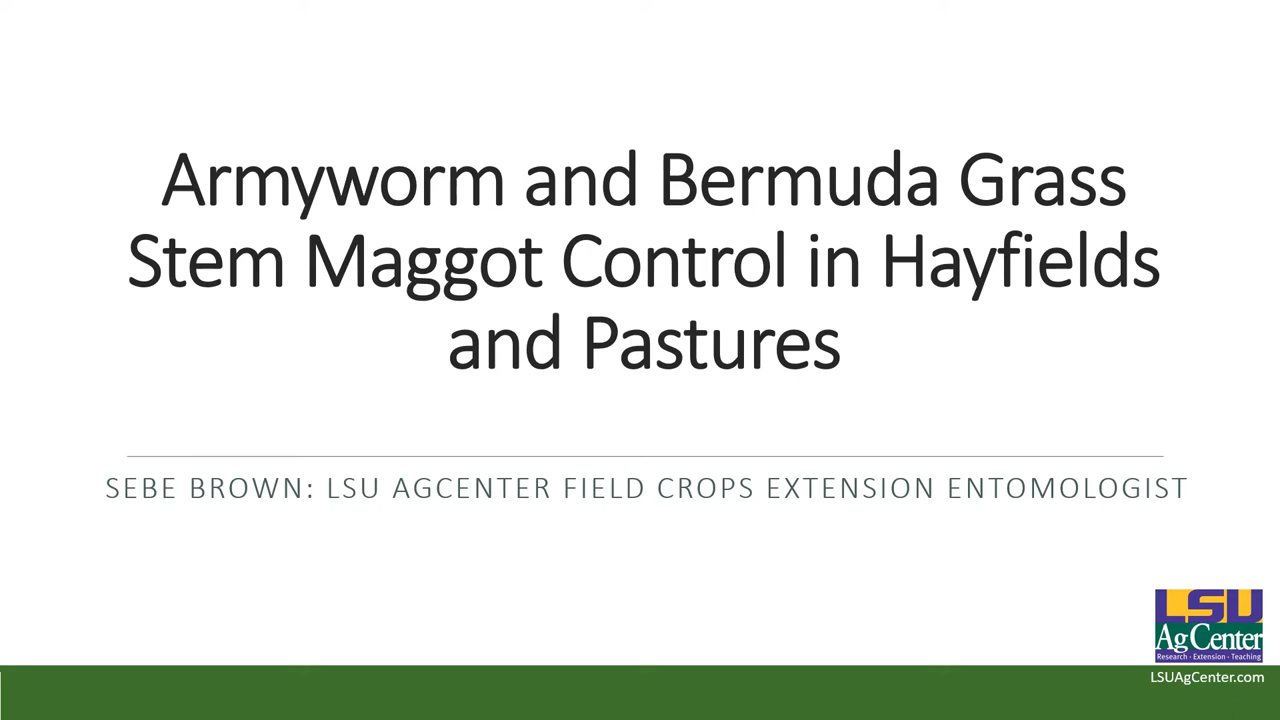 Armyworm and Bermuda Grass
Stem Maggot Control in Hayfields
and Pastures
SEBE BROWN: LSU AGCENTER FIELD CROPS EXTENSION ENTOMOLOGIST
LSU
AgCenter
Research · Extension · Teaching
LSUAgCenter.com